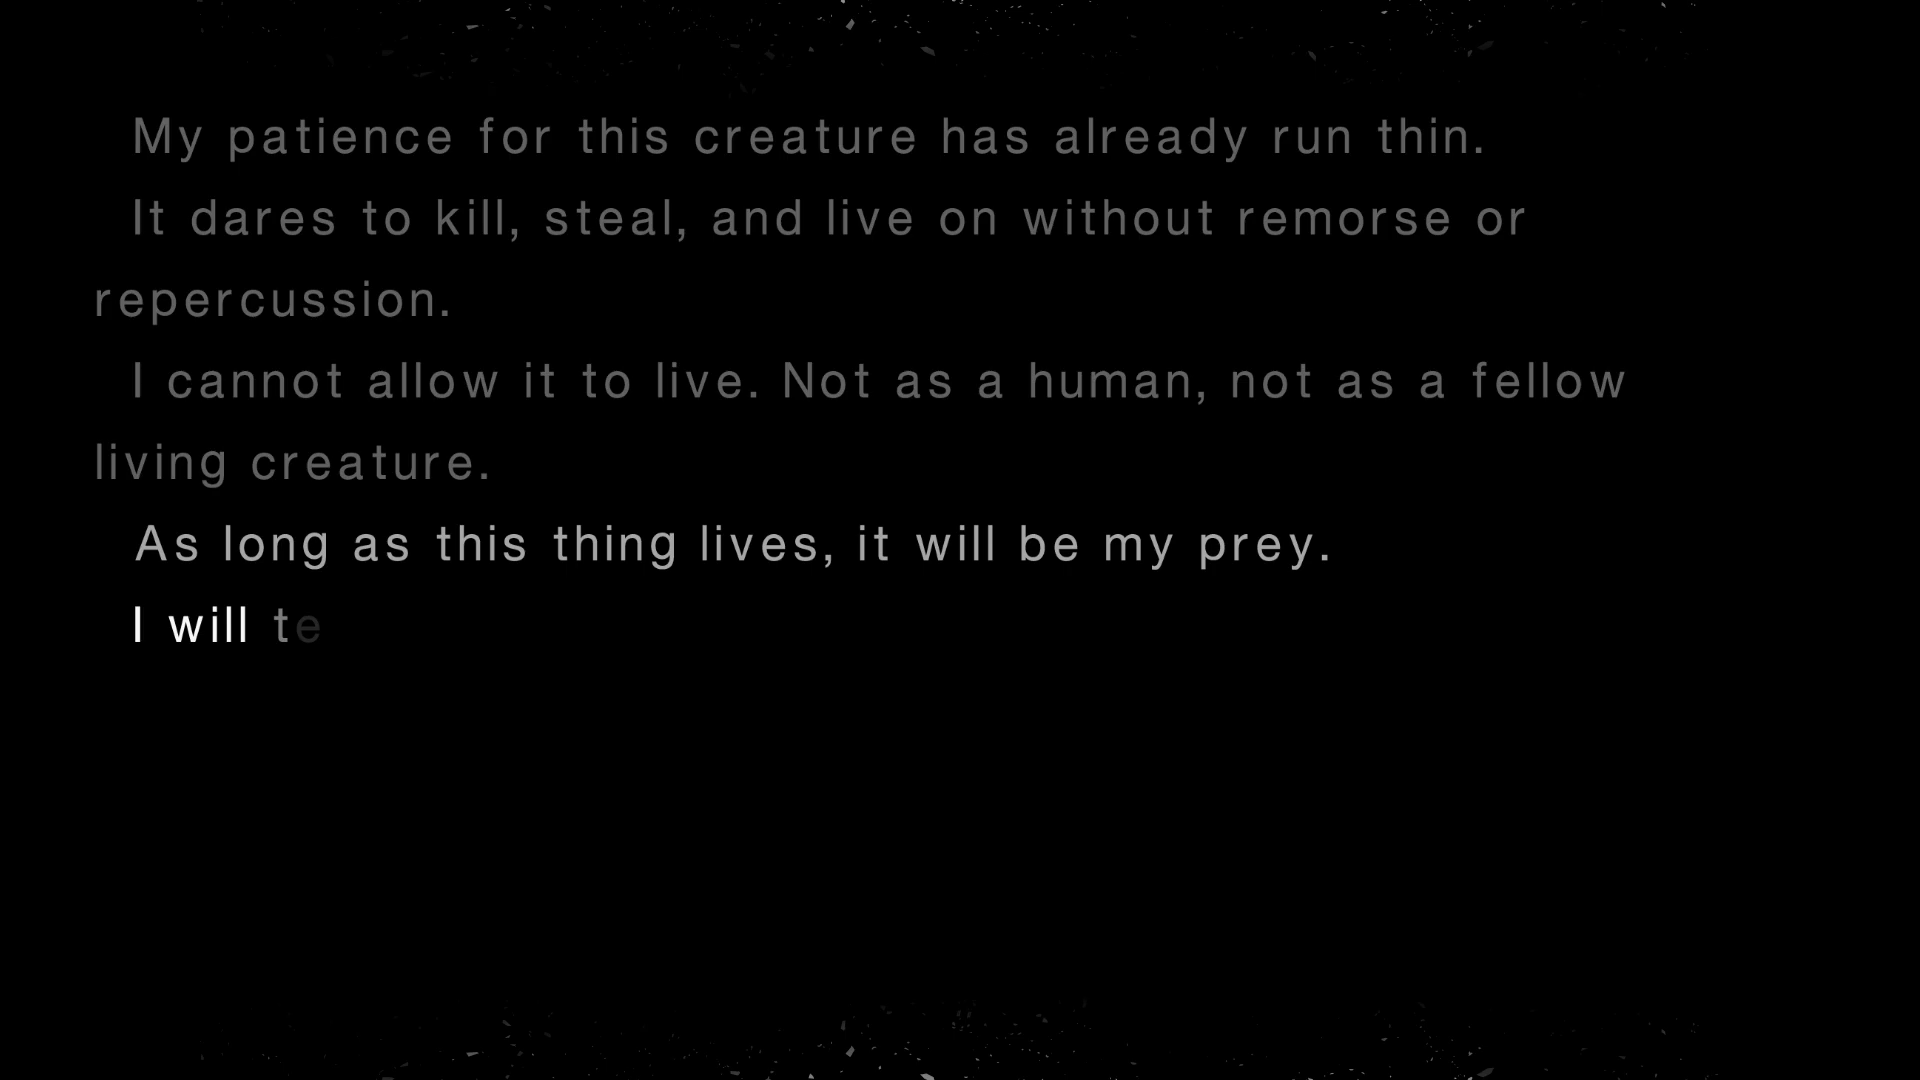 My patience for this creature has already run thin.
It dares to kill, steal, and live on without remorse or
repercussion.
I cannot allow it to live. Not as a human, not as a fellow
living creature.
As long as this thing lives, it will be my prey.
I will te